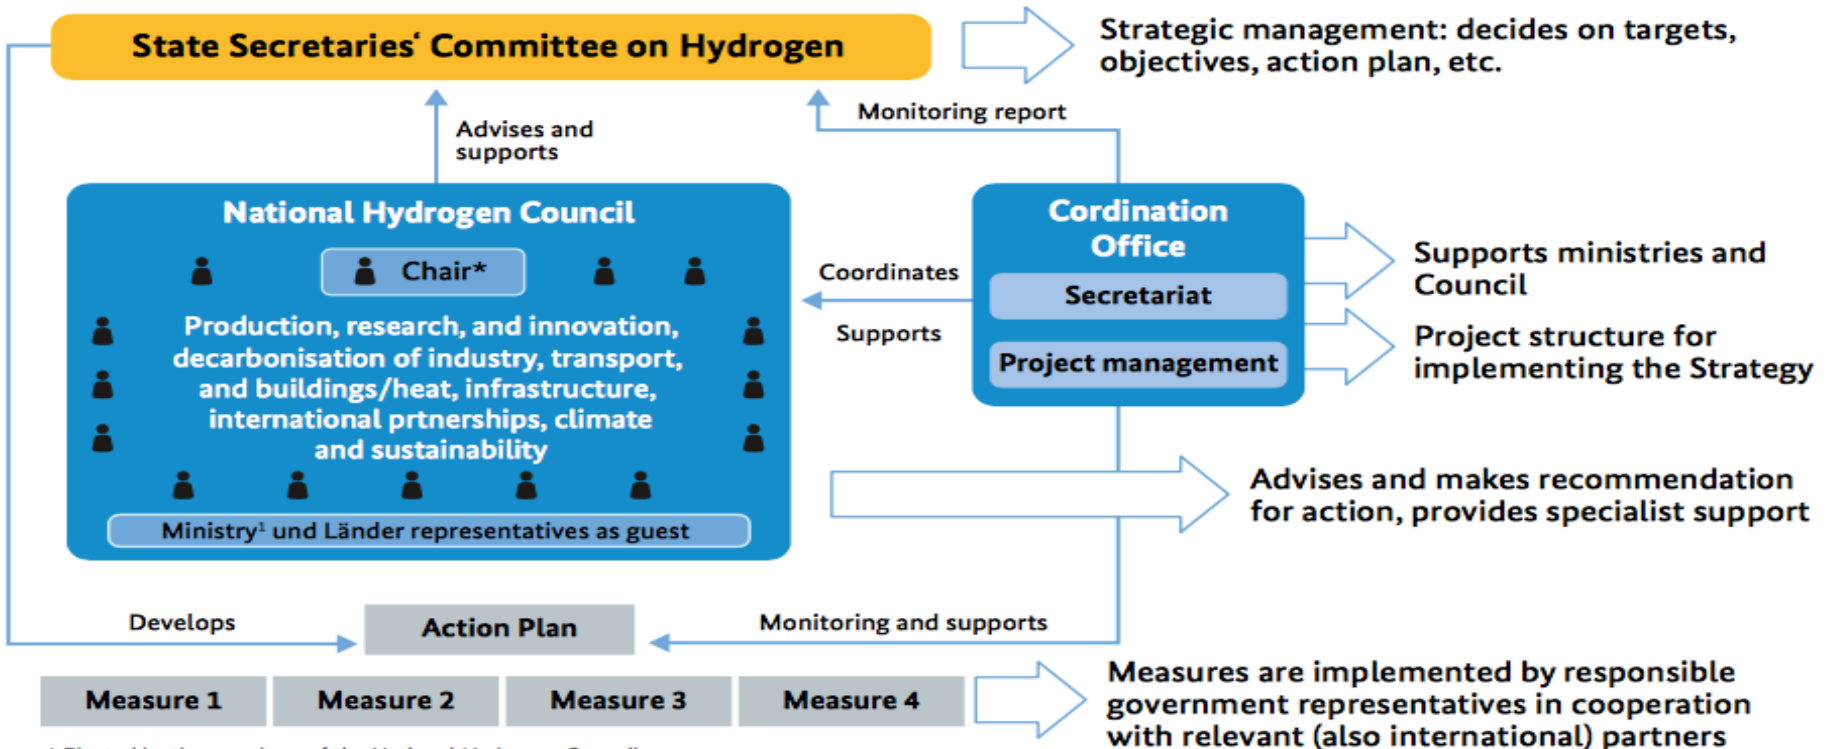 State Secretaries‘ Committee on Hydrogen
Strategic management: decides on targets,
objectives, action plan, etc.
Monitoring report
Advises and
supports
National Hydrogen Council
Chair*
Production, research, and innovation,
decarbonisation of industry, transport,
and buildings/heat, infrastructure,
international prtnerships, climate
and sustainability
Ministry¹ und Länder representatives as guest
Coordinates
Supports
Cordination
Office
Secretariat
Project management
Supports ministries and
Council
Project structure for
implementing the Strategy
Advises and makes recommendation
for action, provides specialist support
Develops
Action Plan
Monitoring and supports
Measure 1
Measure 2
Measure 3
Measure 4
Measures are implemented by responsible
government representatives in cooperation
with relevant (also international) partners